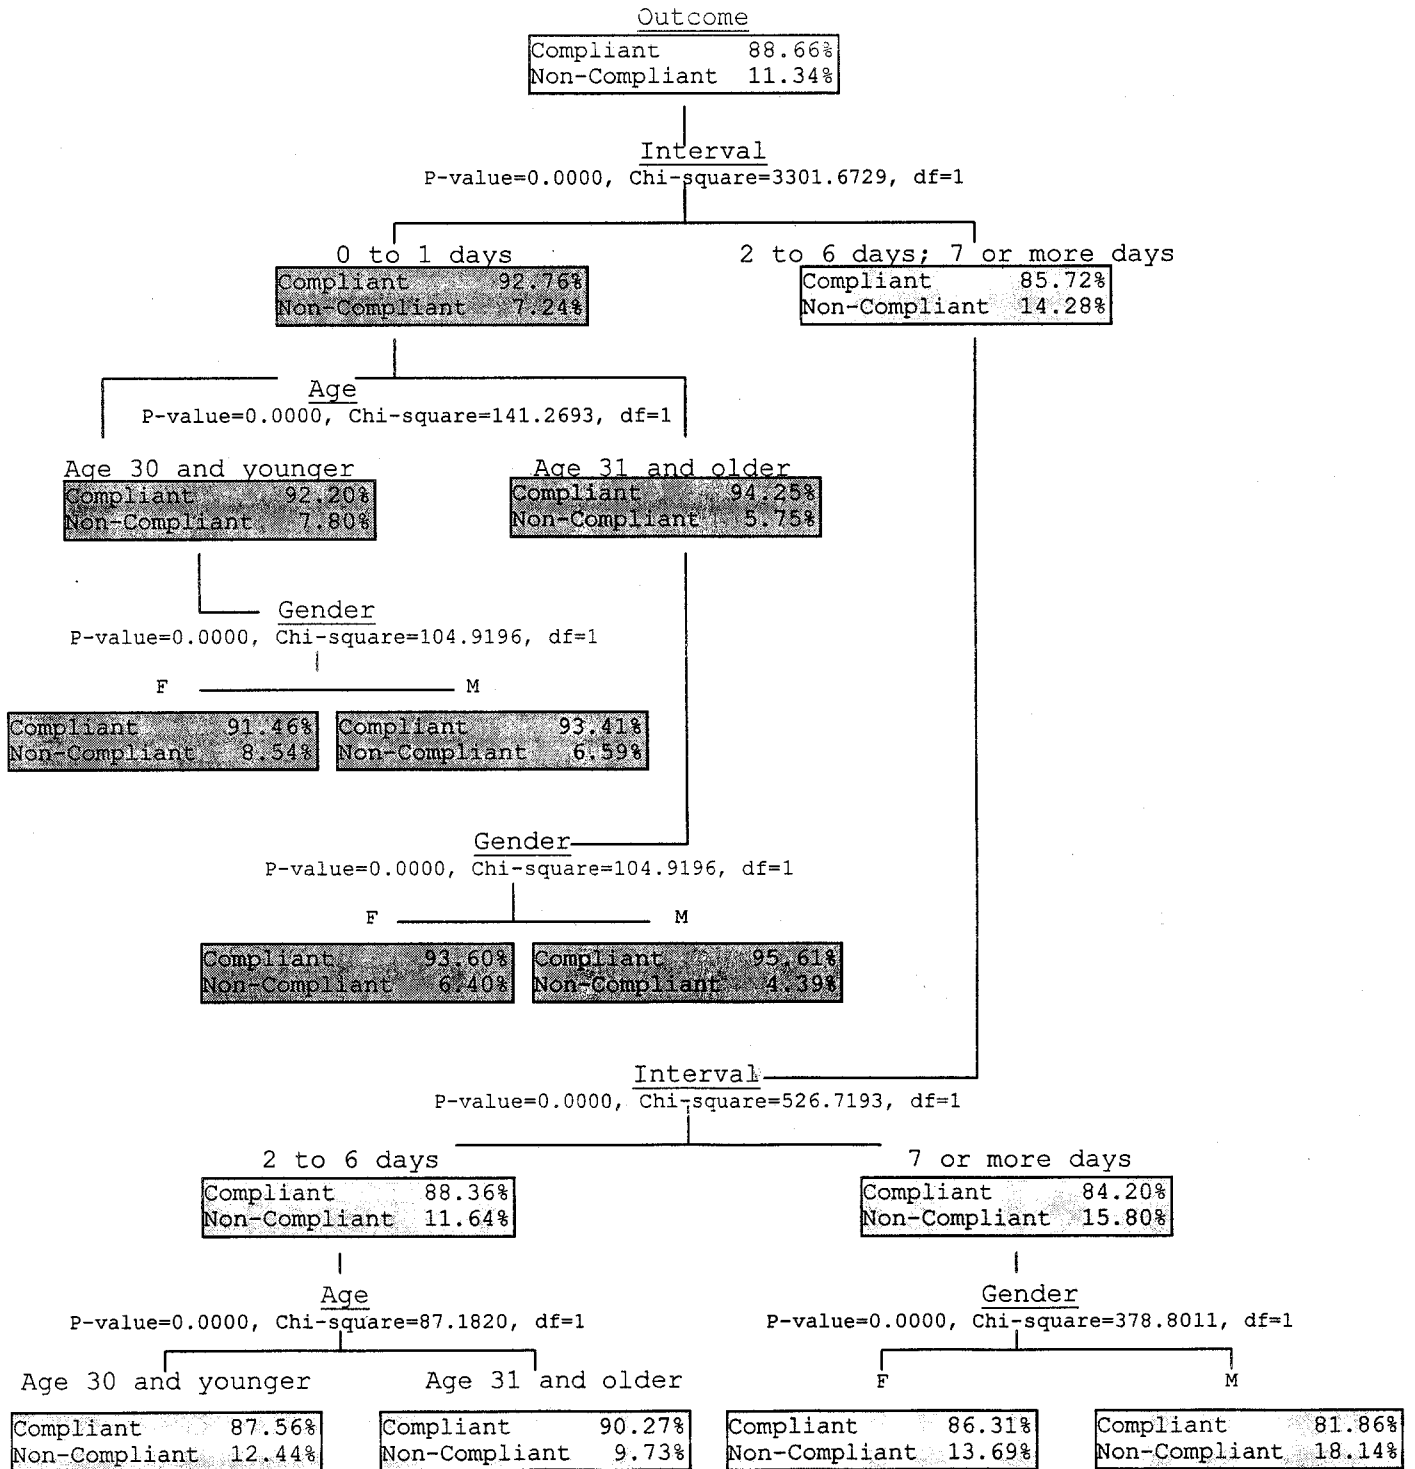 Outcome
Compliant 88.66%
Non-Compliant 11.34%
Interval
P-value=0.0000, Chi-square=3301.6729, df=1
0 to 1 days
Compliant 92.76%
Non-Compliant 7.24%
2 to 6 days; 7 or more days
Compliant 85.72%
Non-Compliant 14.28%
Age
P-value=0.0000, Chi-square=141.2693, df=1
Age 30 and younger
Compliant 92.20%
Non-Compliant 7.80%
Age 31 and older
Compliant 94.25%
Non-Compliant 5.75%
Gender
P-value=0.0000, Chi-square=104.9196, df=1
F M
Compliant 91.46%
Non-Compliant 8.54%
Compliant 93.41%
Non-Compliant 6.59%
Gender
P-value=0.0000, Chi-square=104.9196, df=1
F M
Compliant 93.60%
Non-Compliant 6.40%
Compliant 95.61%
Non-Compliant 4.39%
Interval
P-value=0.0000, Chi-square=526.7193, df=1
2 to 6 days
Compliant 88.36%
Non-Compliant 11.64%
7 or more days
Compliant 84.20%
Non-Compliant 15.80%
Age
P-value=0.0000, Chi-square=87.1820, df=1
Gender
P-value=0.0000, Chi-square=378.8011, df=1
Age 30 and younger
Compliant 87.56%
Non-Compliant 12.44%
Age 31 and older
Compliant 90.27%
Non-Compliant 9.73%
F
Compliant 86.31%
Non-Compliant 13.69%
M
Compliant 81.86%
Non-Compliant 18.14%